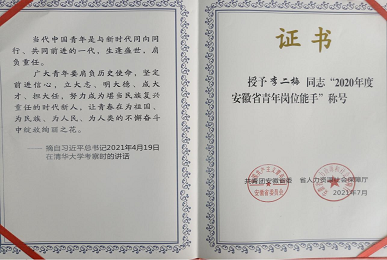 当代中国青年是与新时代同向同
行、共同前进的一代，生逢盛世，肩
负重任。
广大青年要肩负历史使命，坚定
前进信心，立大志、明大德、成大
才、担大任，努力成为堪当民族复兴
重任的时代新人，让青春在为祖国、
为民族、为人民、为人类的不懈奋斗
中绽放绚丽之花。
——摘自习近平总书记2021年4月19日
在清华大学考察时的讲话
证书
授予李二梅 同志“2020年度
安徽省青年岗位能手”称号
共青团安徽省委 省人力资源社会保障厅
2021年7月